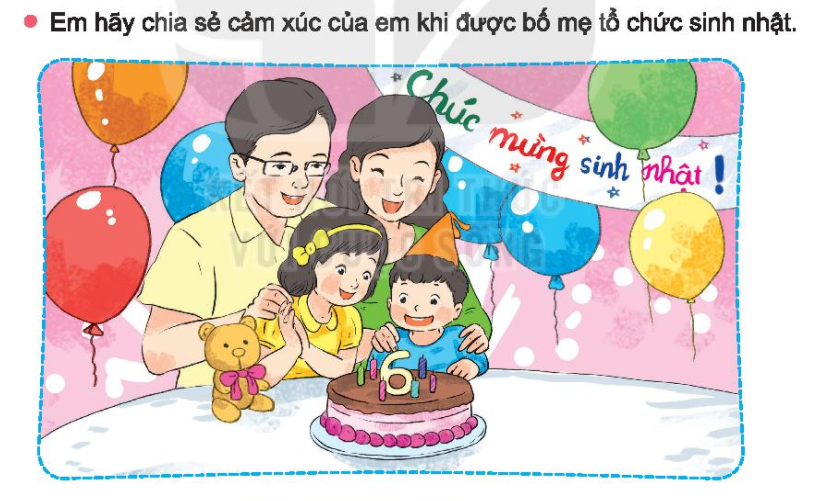 Em hãy chia sẻ cảm xúc của em khi được bố mẹ tổ chức sinh nhật.
Chúc mừng sinh nhật !
6